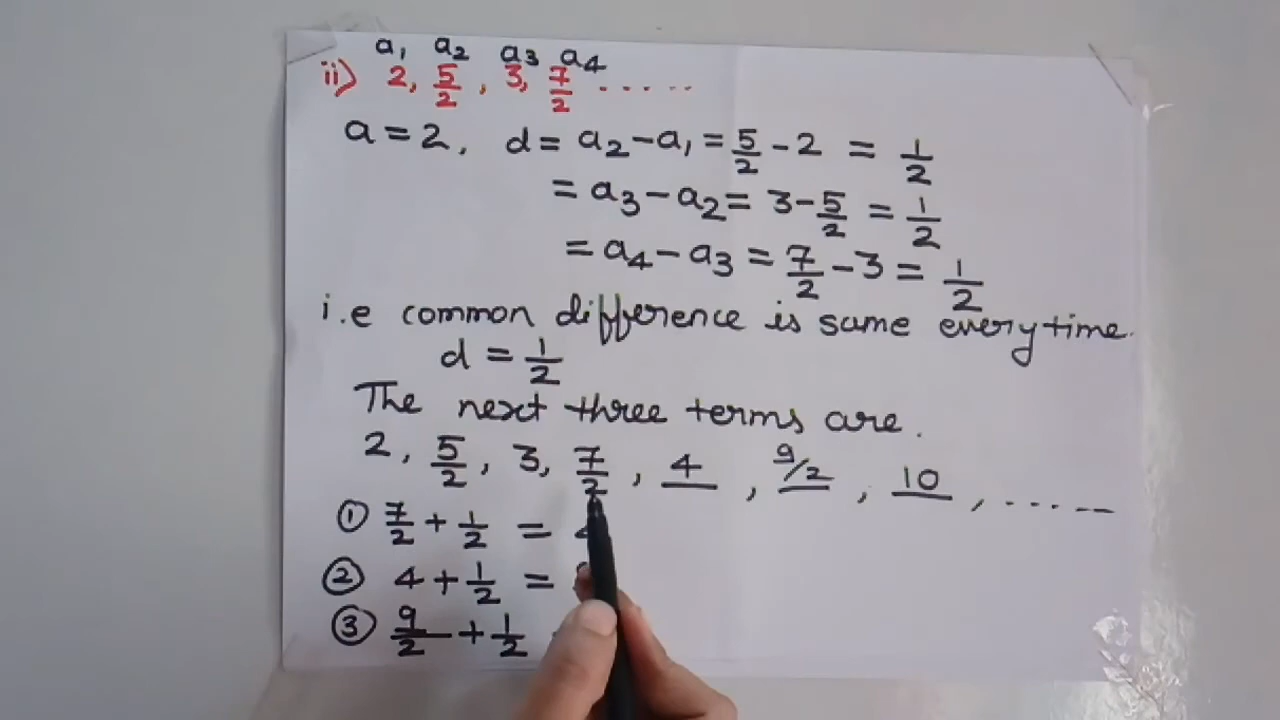 a₁ a₂ a₃ a₄
ii) 2, 5/2, 3, 7/2 ......
a = 2, d = a₂ - a₁ = 5/2 - 2 = 1/2
= a₃ - a₂ = 3 - 5/2 = 1/2
= a₄ - a₃ = 7/2 - 3 = 1/2
i.e common difference is same everytime.
d = 1/2
The next three terms are.
2, 5/2, 3, 7/2, 4, 9/2, 10, ......
① 7/2 + 1/2 = 4
② 4 + 1/2 =
③ 9/2 + 1/2